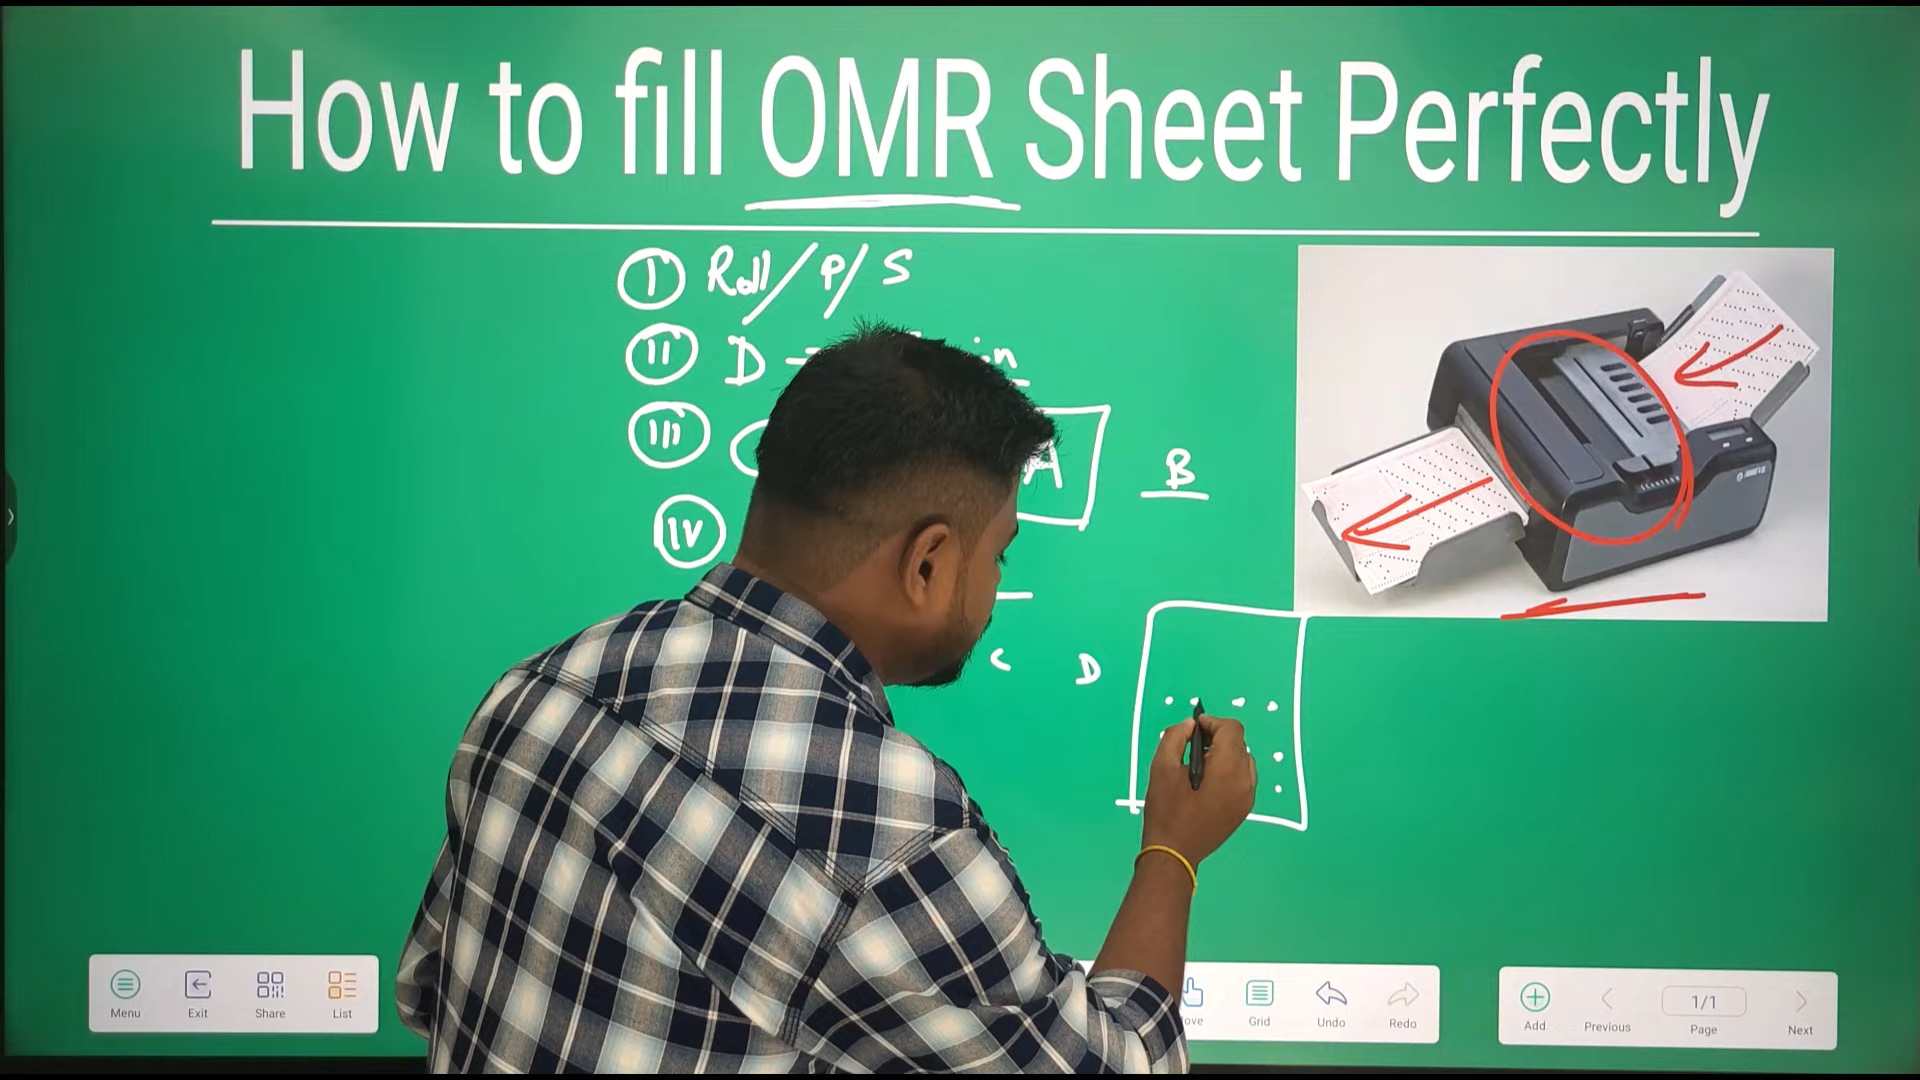 How to fill OMR Sheet Perfectly
I Roll/P/S
II D - in
III A B
IV
C D
Menu Exit Share List Grid Undo Redo Add Previous 1/1 Page Next